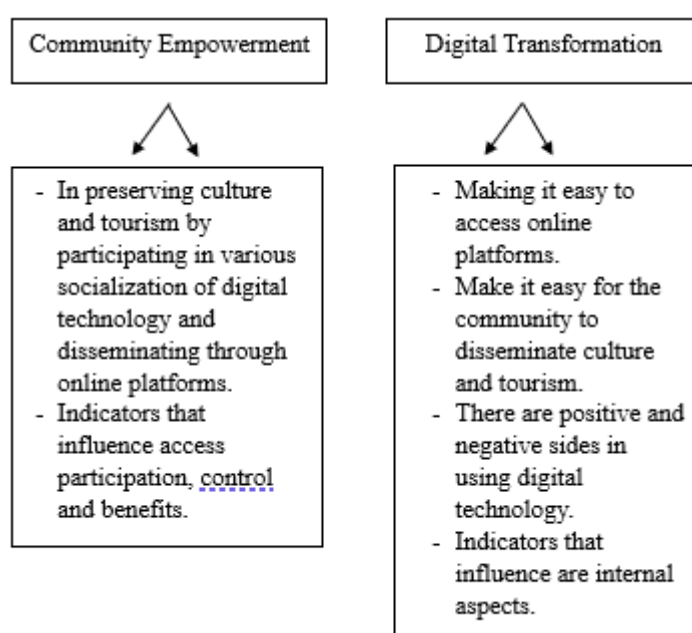 Community Empowerment
Digital Transformation
- In preserving culture
and tourism by
participating in various
socialization of digital
technology and
disseminating through
online platforms.
- Indicators that
influence access
participation, control
and benefits.
- Making it easy to
access online
platforms.
- Make it easy for the
community to
disseminate culture
and tourism.
- There are positive and
negative sides in
using digital
technology.
- Indicators that
influence are internal
aspects.